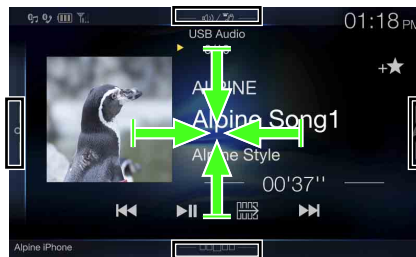 01:18 PM
USB Audio
ALPINE
Alpine Song1
Alpine Style
00'37''
Alpine iPhone